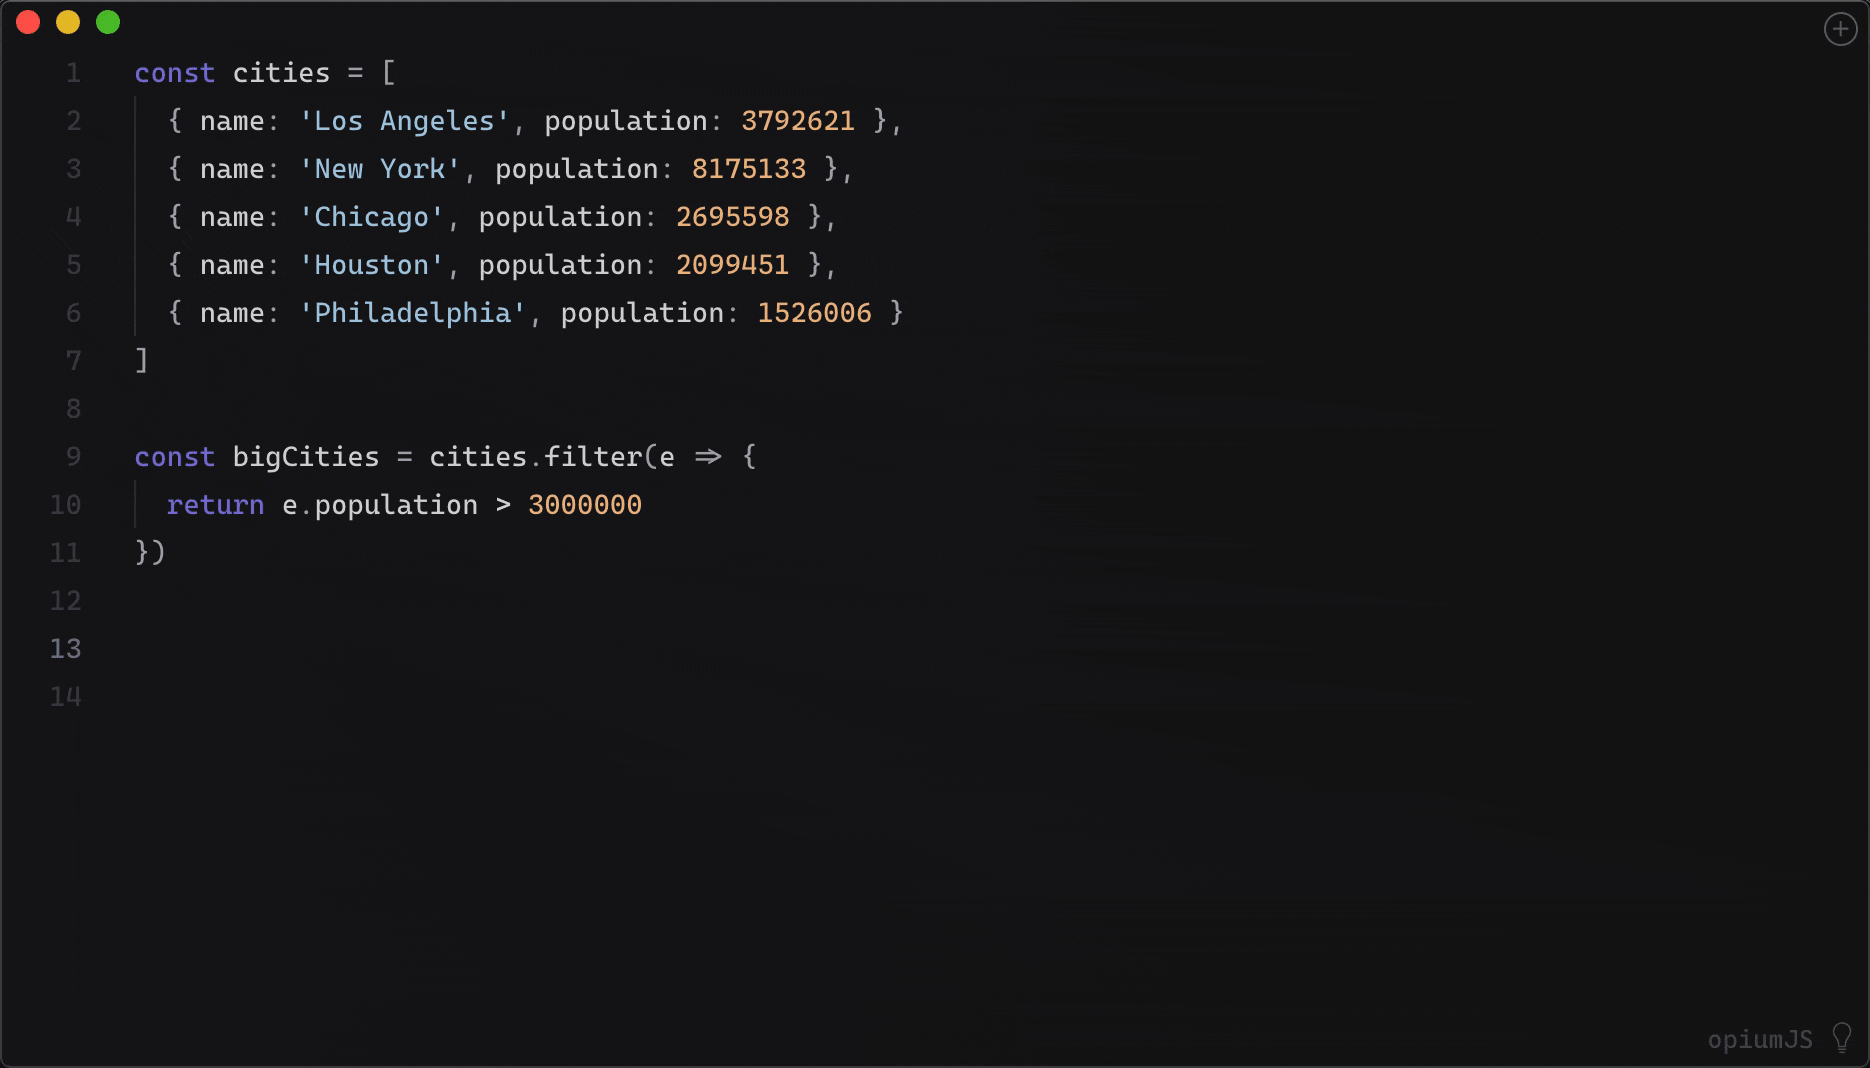 1 const cities = [
2 { name: 'Los Angeles', population: 3792621 },
3 { name: 'New York', population: 8175133 },
4 { name: 'Chicago', population: 2695598 },
5 { name: 'Houston', population: 2099451 },
6 { name: 'Philadelphia', population: 1526006 }
7 ]
8
9 const bigCities = cities.filter(e => {
10 return e.population > 3000000
11 })
12
13
14
opiumJS